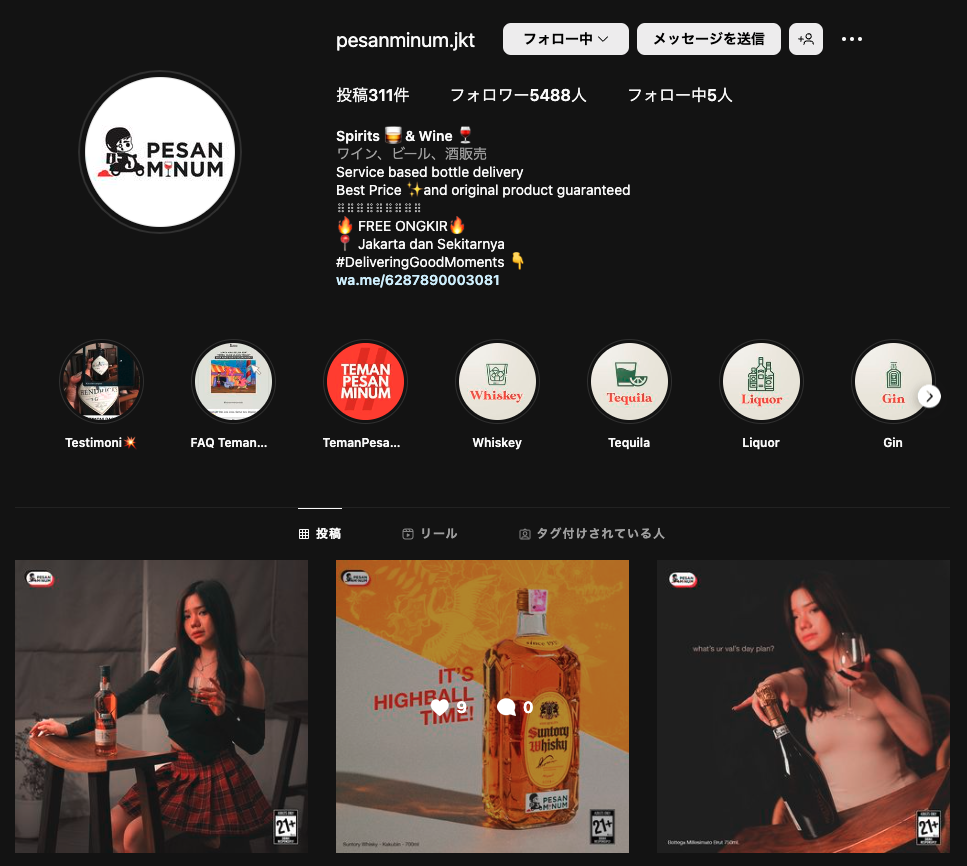 pesanminum.jkt
フォロー中
メッセージを送信
投稿311件
フォロワー5488人
フォロー中5人
Spirits 🥃 & Wine 🍷
ワイン、ビール、酒販売
Service based bottle delivery
Best Price ✨and original product guaranteed
⠿⠿⠿⠿⠿⠿⠿⠿⠿
🔥 FREE ONGKIR🔥
📍 Jakarta dan Sekitarnya
#DeliveringGoodMoments 👇
wa.me/6287890003081
PESAN
MINUM
TEMAN
PESAN
MINUM
Whiskey
Tequila
Liquor
Gin
Testimoni💥
FAQ Teman...
TemanPesa...
Whiskey
Tequila
Liquor
Gin
投稿
リール
タグ付けされている人
PESAN
MINUM
21+
PESAN
MINUM
IT'S
HIGHBALL
TIME!
9
0
since 1937
Suntory
Whisky
PESAN
MINUM
Suntory Whisky - Kakubin - 700ml
21+
PESAN
MINUM
what's ur val's day plan?
Bottega Millesimato Brut 750ml
21+